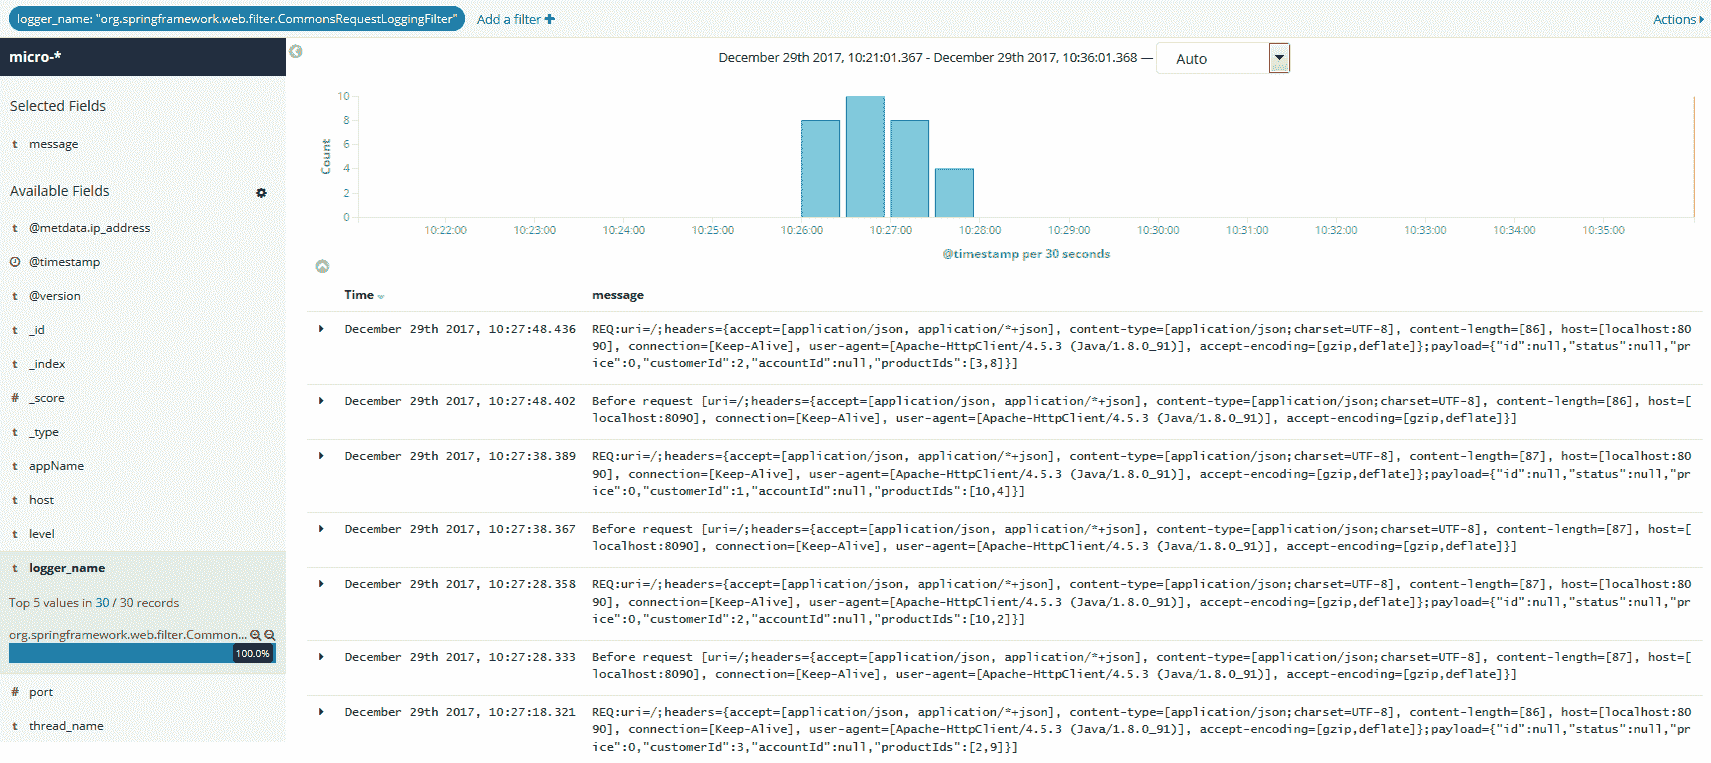 logger_name: "org.springframework.web.filter.CommonsRequestLoggingFilter"
Add a filter
Actions
micro-*
December 29th 2017, 10:21:01.367 - December 29th 2017, 10:36:01.368 —
Auto
Selected Fields
t message
Available Fields
t @metdata.ip_address
@timestamp
t @version
t _id
t _index
# _score
t _type
t appName
t host
t level
t logger_name
Top 5 values in 30 / 30 records
org.springframework.web.filter.Common...
100.0%
# port
t thread_name
Count
10
8
6
4
2
0
10:22:00 10:23:00 10:24:00 10:25:00 10:26:00 10:27:00 10:28:00 10:29:00 10:30:00 10:31:00 10:32:00 10:33:00 10:34:00 10:35:00
@timestamp per 30 seconds
Time message
December 29th 2017, 10:27:48.436 REQ:uri=/;headers={accept=[application/json, application/*+json], content-type=[application/json;charset=UTF-8], content-length=[86], host=[localhost:80
90], connection=[Keep-Alive], user-agent=[Apache-HttpClient/4.5.3 (Java/1.8.0_91)], accept-encoding=[gzip,deflate]};payload={"id":null,"status":null,"pr
ice":0,"customerId":2,"accountId":null,"productIds":[3,8]}]
December 29th 2017, 10:27:48.402 Before request [uri=/;headers={accept=[application/json, application/*+json], content-type=[application/json;charset=UTF-8], content-length=[86], host=[
localhost:8090], connection=[Keep-Alive], user-agent=[Apache-HttpClient/4.5.3 (Java/1.8.0_91)], accept-encoding=[gzip,deflate]}]
December 29th 2017, 10:27:38.389 REQ:uri=/;headers={accept=[application/json, application/*+json], content-type=[application/json;charset=UTF-8], content-length=[87], host=[localhost:80
90], connection=[Keep-Alive], user-agent=[Apache-HttpClient/4.5.3 (Java/1.8.0_91)], accept-encoding=[gzip,deflate]};payload={"id":null,"status":null,"pr
ice":0,"customerId":1,"accountId":null,"productIds":[10,4]}]
December 29th 2017, 10:27:38.367 Before request [uri=/;headers={accept=[application/json, application/*+json], content-type=[application/json;charset=UTF-8], content-length=[87], host=[
localhost:8090], connection=[Keep-Alive], user-agent=[Apache-HttpClient/4.5.3 (Java/1.8.0_91)], accept-encoding=[gzip,deflate]}]
December 29th 2017, 10:27:28.358 REQ:uri=/;headers={accept=[application/json, application/*+json], content-type=[application/json;charset=UTF-8], content-length=[87], host=[localhost:80
90], connection=[Keep-Alive], user-agent=[Apache-HttpClient/4.5.3 (Java/1.8.0_91)], accept-encoding=[gzip,deflate]};payload={"id":null,"status":null,"pr
ice":0,"customerId":2,"accountId":null,"productIds":[10,2]}]
December 29th 2017, 10:27:28.333 Before request [uri=/;headers={accept=[application/json, application/*+json], content-type=[application/json;charset=UTF-8], content-length=[87], host=[
localhost:8090], connection=[Keep-Alive], user-agent=[Apache-HttpClient/4.5.3 (Java/1.8.0_91)], accept-encoding=[gzip,deflate]}]
December 29th 2017, 10:27:18.321 REQ:uri=/;headers={accept=[application/json, application/*+json], content-type=[application/json;charset=UTF-8], content-length=[86], host=[localhost:80
90], connection=[Keep-Alive], user-agent=[Apache-HttpClient/4.5.3 (Java/1.8.0_91)], accept-encoding=[gzip,deflate]};payload={"id":null,"status":null,"pr
ice":0,"customerId":3,"accountId":null,"productIds":[2,9]}]